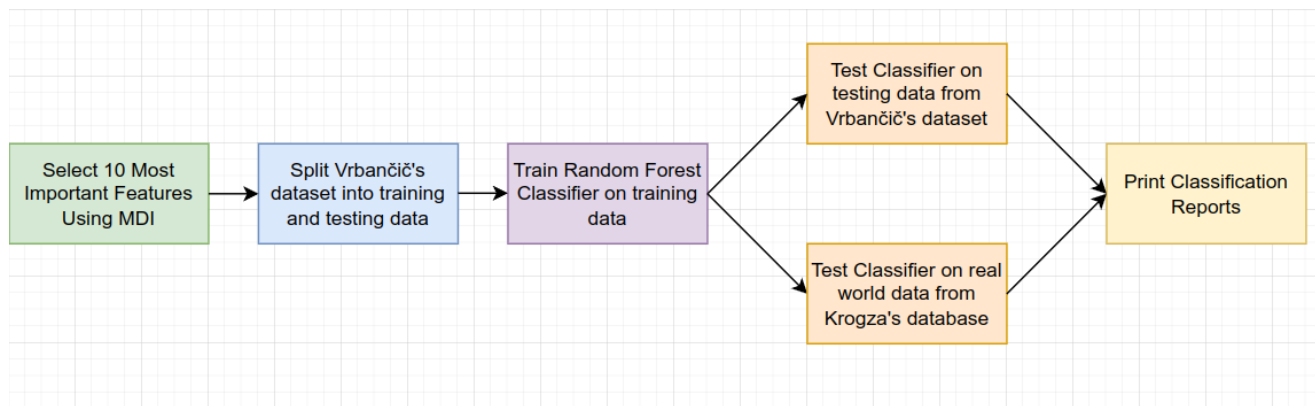 Select 10 Most
Important Features
Using MDI
Split Vrbančič's
dataset into training
and testing data
Train Random Forest
Classifier on training
data
Test Classifier on
testing data from
Vrbančič's dataset
Test Classifier on real
world data from
Krogza's database
Print Classification
Reports